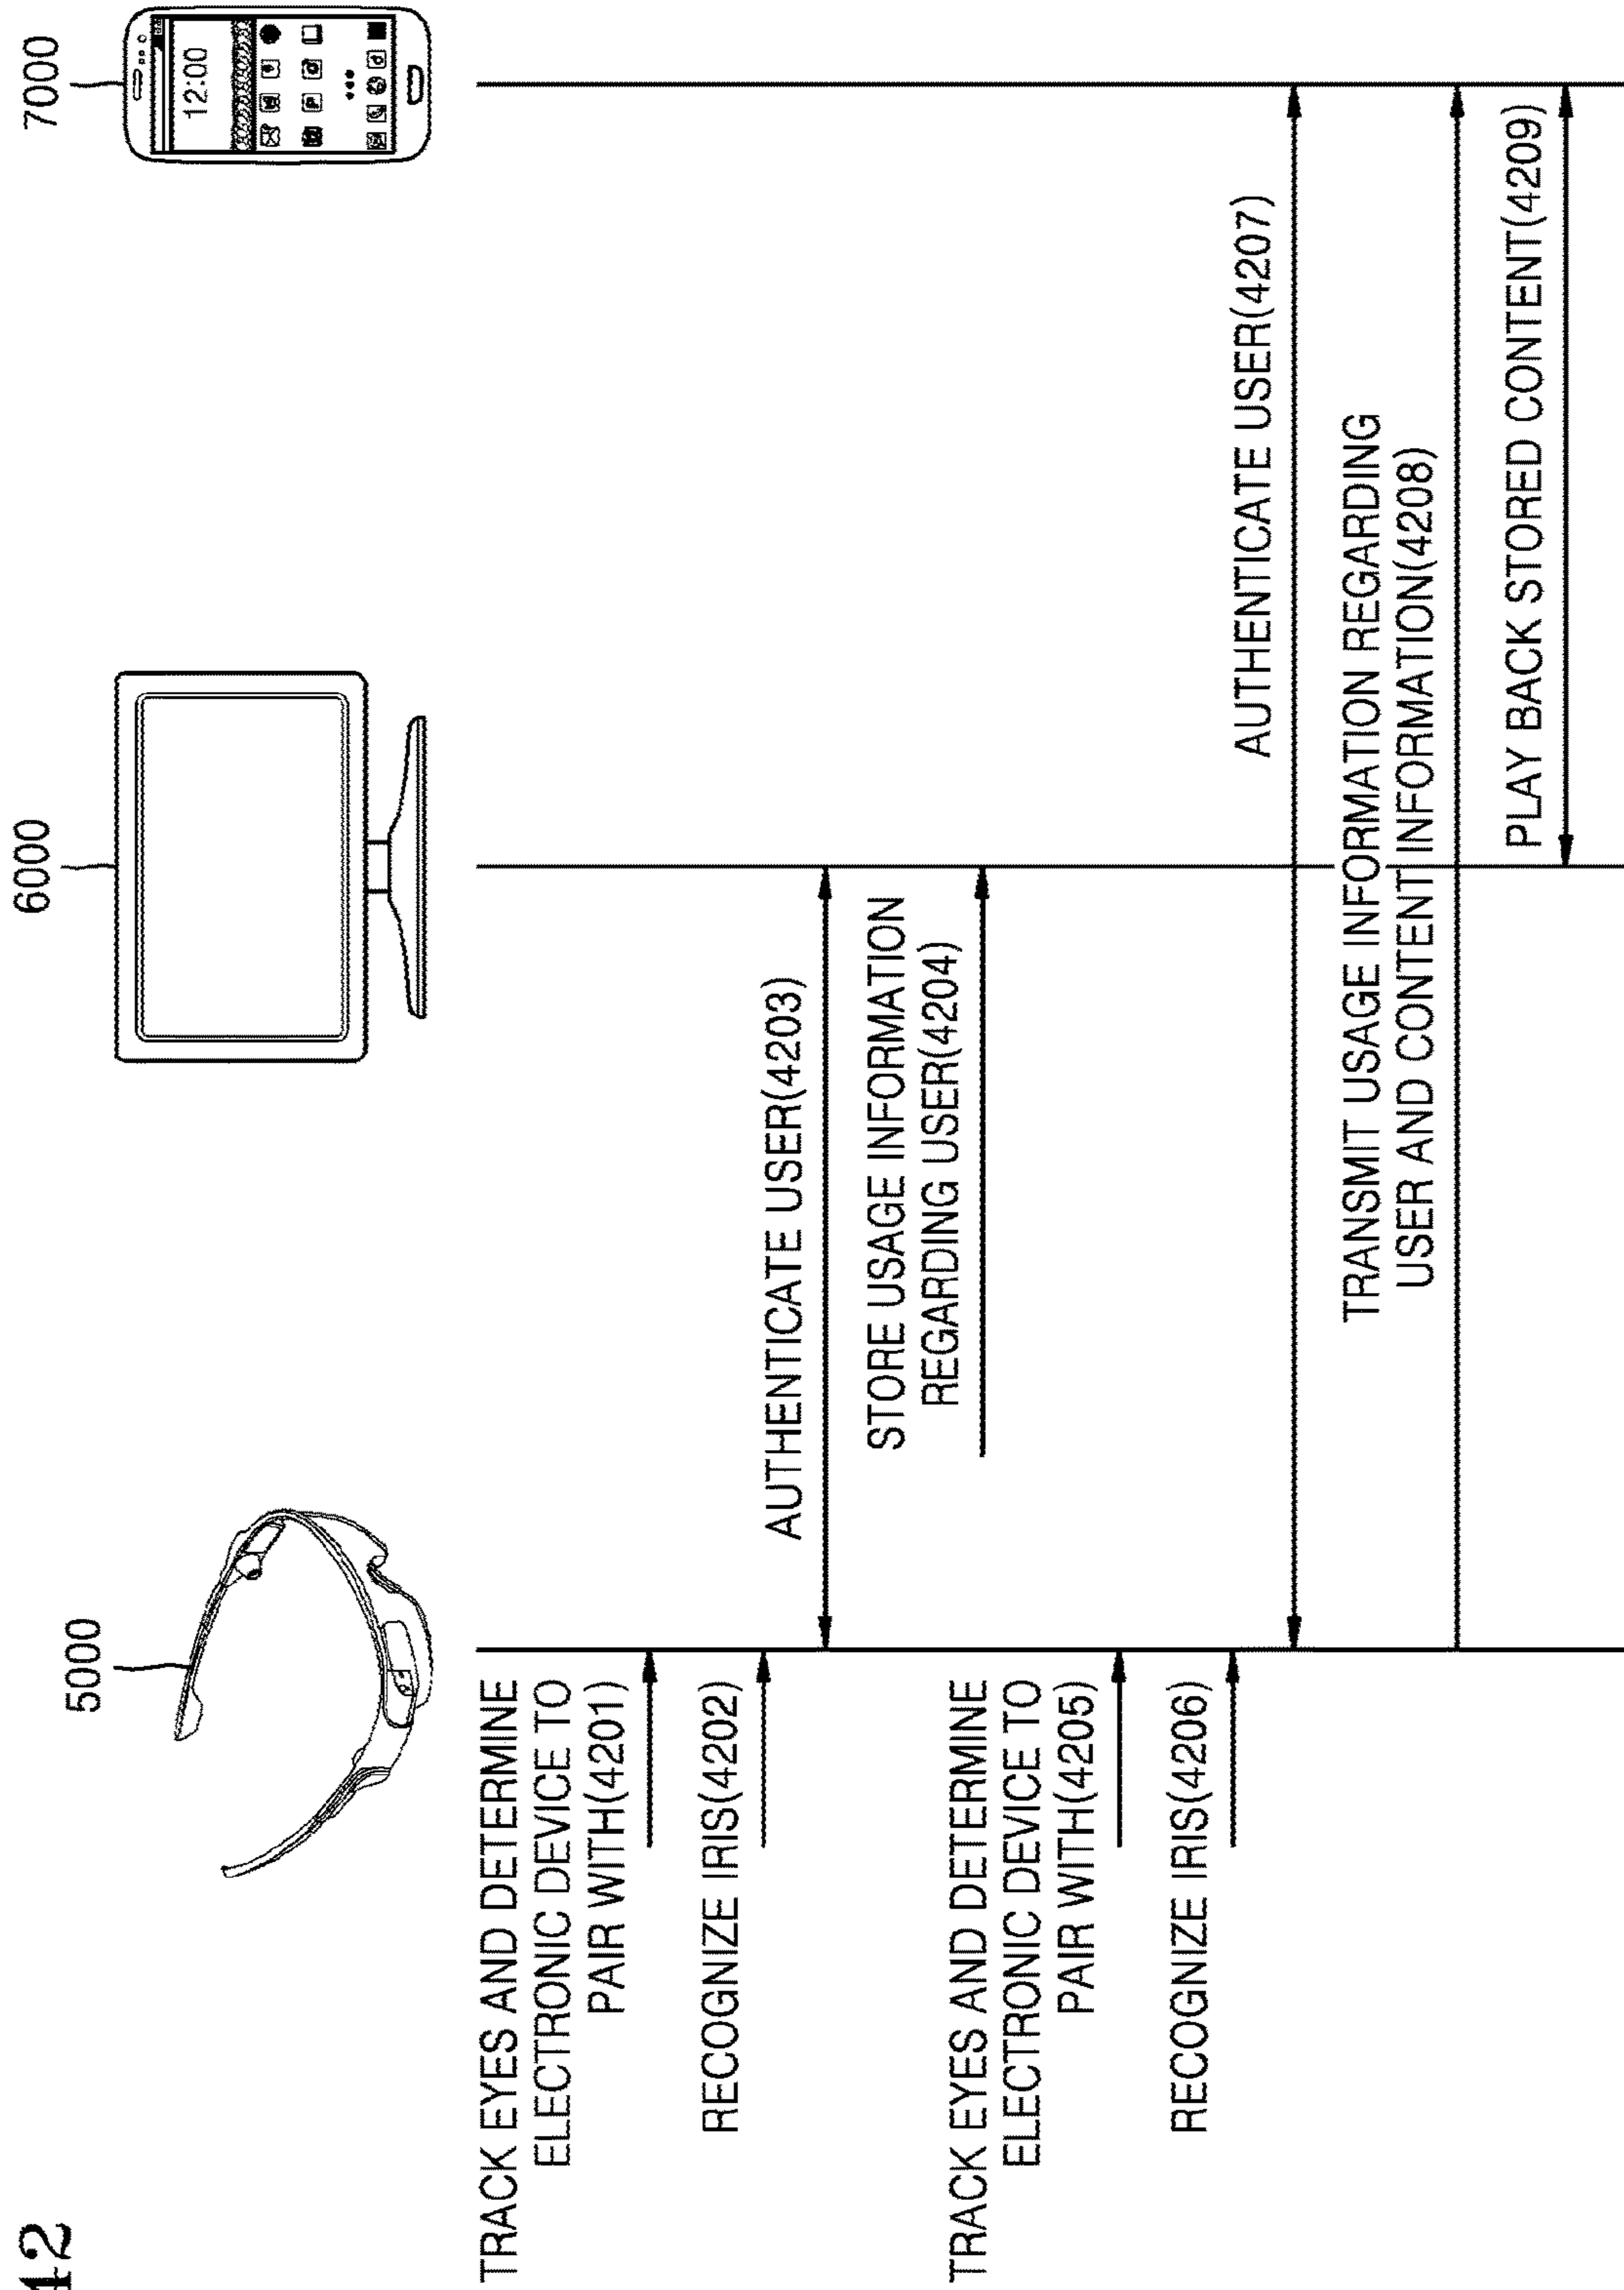 42
5000
6000
7000
12:00
TRACK EYES AND DETERMINE
ELECTRONIC DEVICE TO
PAIR WITH(4201)
RECOGNIZE IRIS(4202)
AUTHENTICATE USER(4203)
STORE USAGE INFORMATION
REGARDING USER(4204)
TRACK EYES AND DETERMINE
ELECTRONIC DEVICE TO
PAIR WITH(4205)
RECOGNIZE IRIS(4206)
AUTHENTICATE USER(4207)
TRANSMIT USAGE INFORMATION REGARDING
USER AND CONTENT INFORMATION(4208)
PLAY BACK STORED CONTENT(4209)